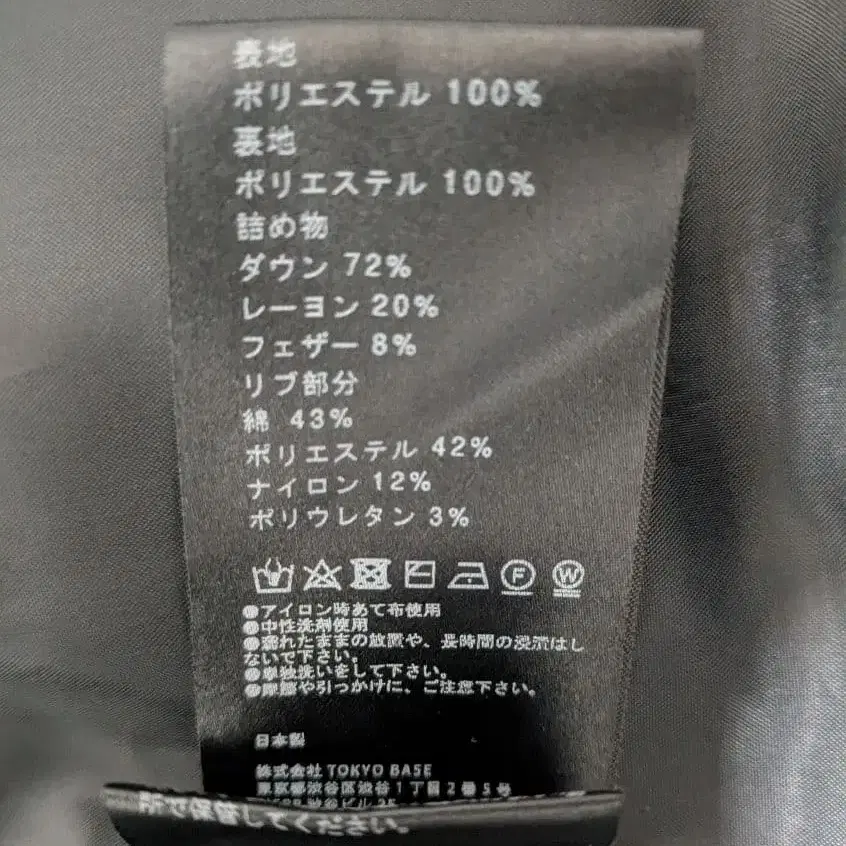 表地
ポリエステル 100%
裏地
ポリエステル 100%
詰め物
ダウン 72%
レーヨン 20%
フェザー 8%
リブ部分
綿 43%
ポリエステル 42%
ナイロン 12%
ポリウレタン 3%
F W
アイロン時あて布使用
中性洗剤使用
濡れたままの放置や、長時間の浸漬はし
ないで下さい。
単独洗いをして下さい。
摩擦や引っかけに、ご注意下さい。
日本製
株式会社 TOKYO BASE
東京都渋谷区渋谷1丁目2番5号
渋谷ビル
所で保管してください。